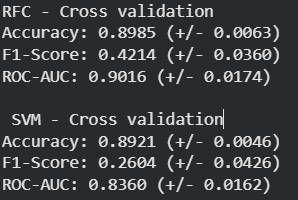 RFC - Cross validation
Accuracy: 0.8985 (+/- 0.0063)
F1-Score: 0.4214 (+/- 0.0360)
ROC-AUC: 0.9016 (+/- 0.0174)
SVM - Cross validation
Accuracy: 0.8921 (+/- 0.0046)
F1-Score: 0.2604 (+/- 0.0426)
ROC-AUC: 0.8360 (+/- 0.0162)